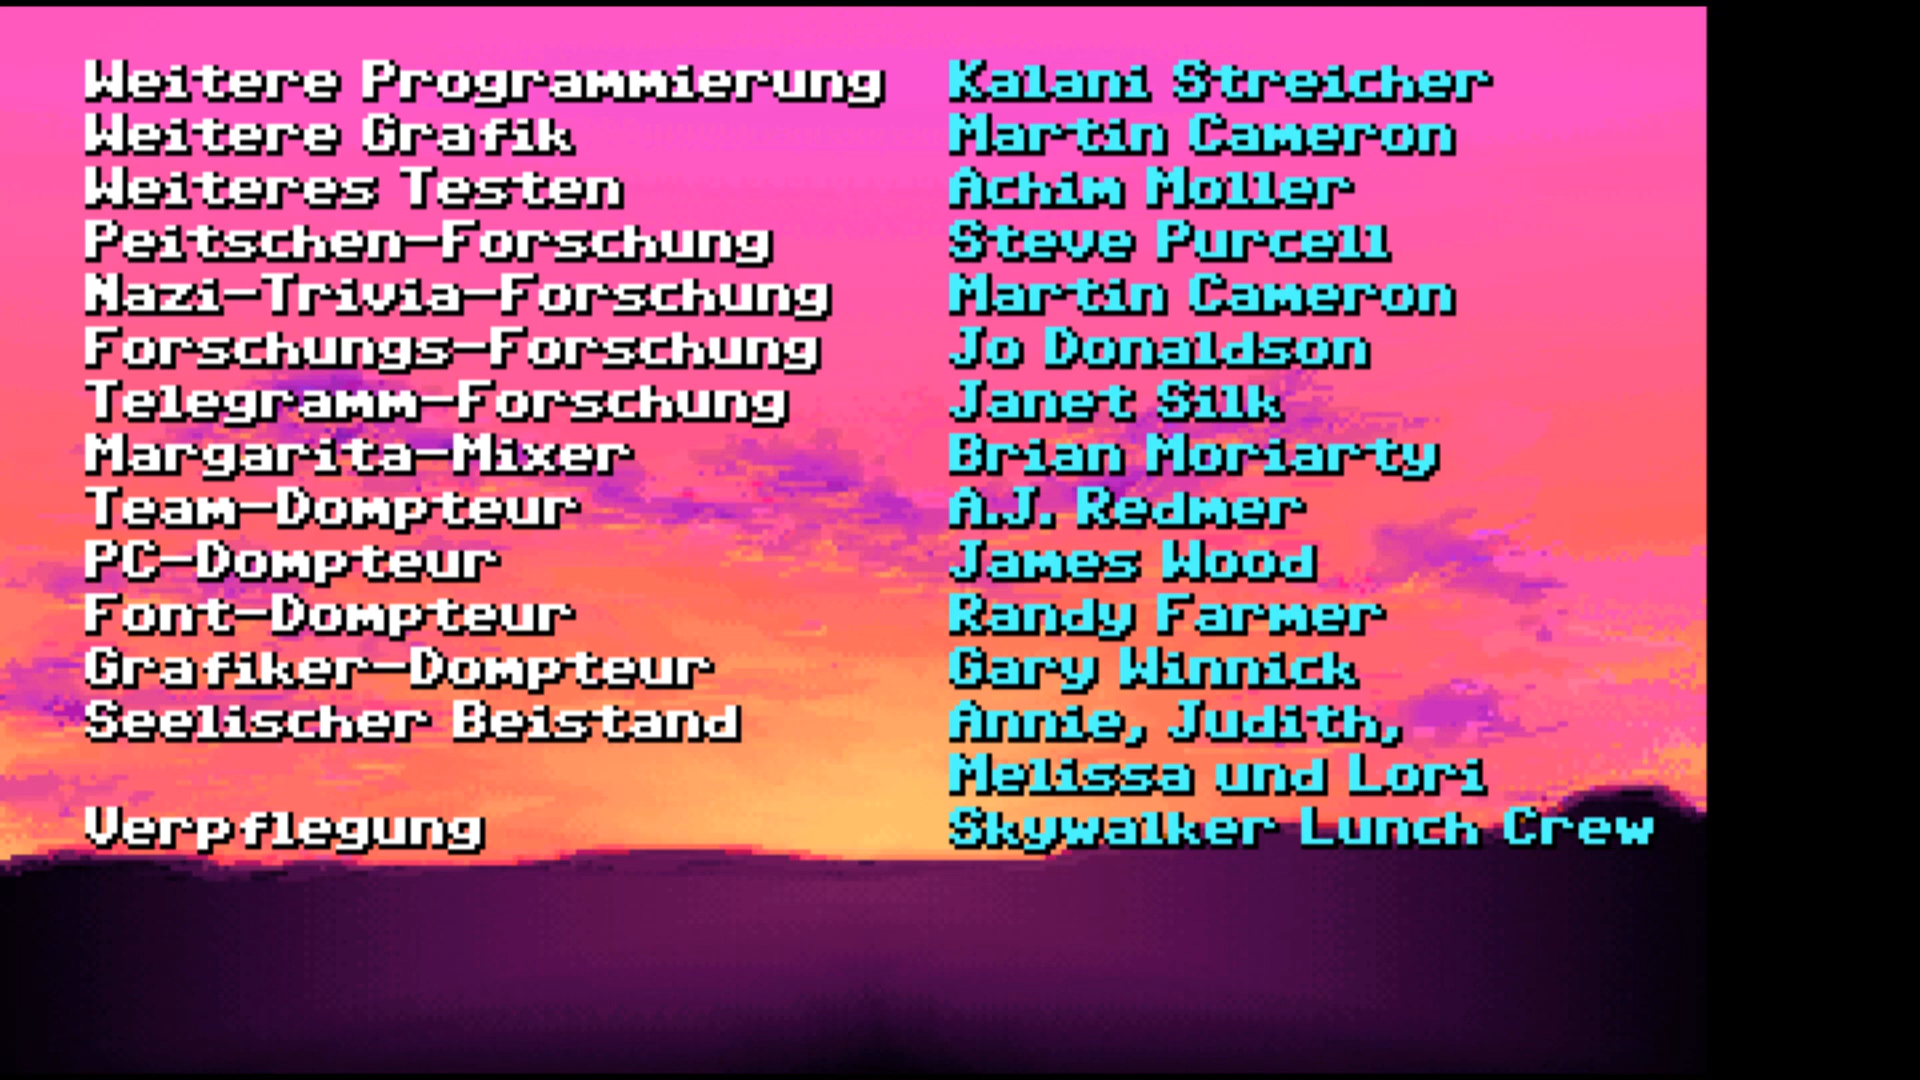 Weitere Programmierung Kalani Streicher
Weitere Grafik Martin Cameron
Weiteres Testen Achim Moller
Peitschen-Forschung Steve Purcell
Nazi-Trivia-Forschung Martin Cameron
Forschungs-Forschung Jo Donaldson
Telegramm-Forschung Janet Silk
Margarita-Mixer Brian Moriarty
Team-Dompteur A.J. Redmer
PC-Dompteur James Wood
Font-Dompteur Randy Farmer
Grafiker-Dompteur Gary Winnick
Seelischer Beistand Annie, Judith,
Melissa und Lori
Verpflegung Skywalker Lunch Crew